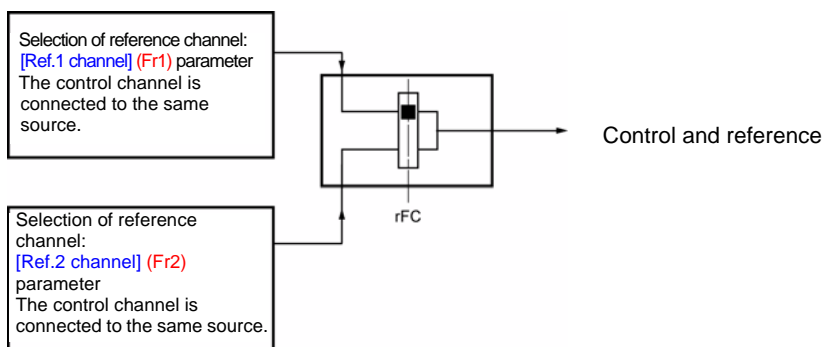 Selection of reference channel:
[Ref.1 channel] (Fr1) parameter
The control channel is
connected to the same
source.
Control and reference
rFC
Selection of reference
channel:
[Ref.2 channel] (Fr2)
parameter
The control channel is
connected to the same source.